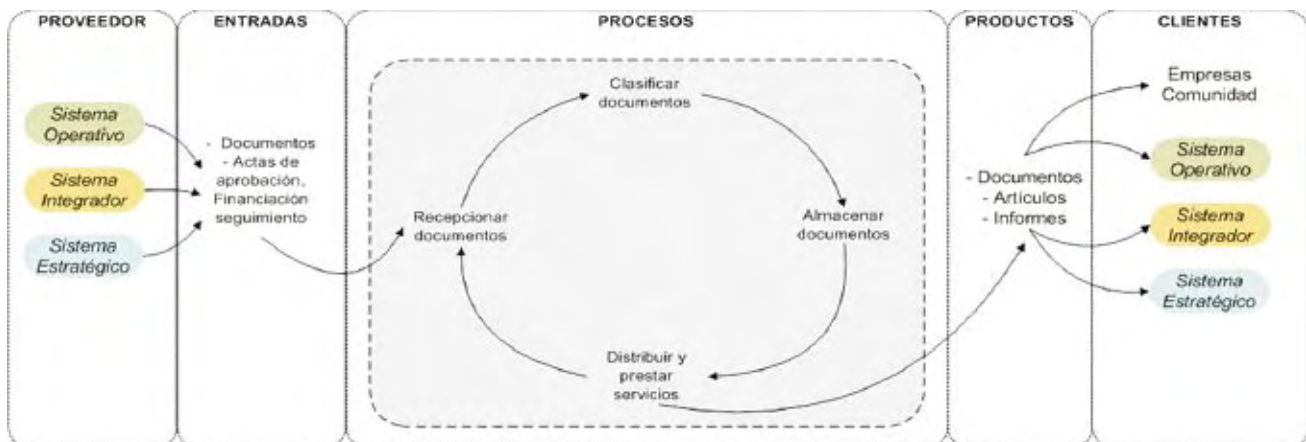 PROVEEDOR
ENTRADAS
PROCESOS
PRODUCTOS
CLIENTES
Sistema
Operativo
Sistema
Integrador
Sistema
Estratégico
- Documentos
- Actas de
aprobación,
Financiación
seguimiento
Clasificar
documentos
Recepcionar
documentos
Almacenar
documentos
Distribuir y
prestar
servicios
- Documentos
- Artículos
- Informes
Empresas
Comunidad
Sistema
Operativo
Sistema
Integrador
Sistema
Estratégico